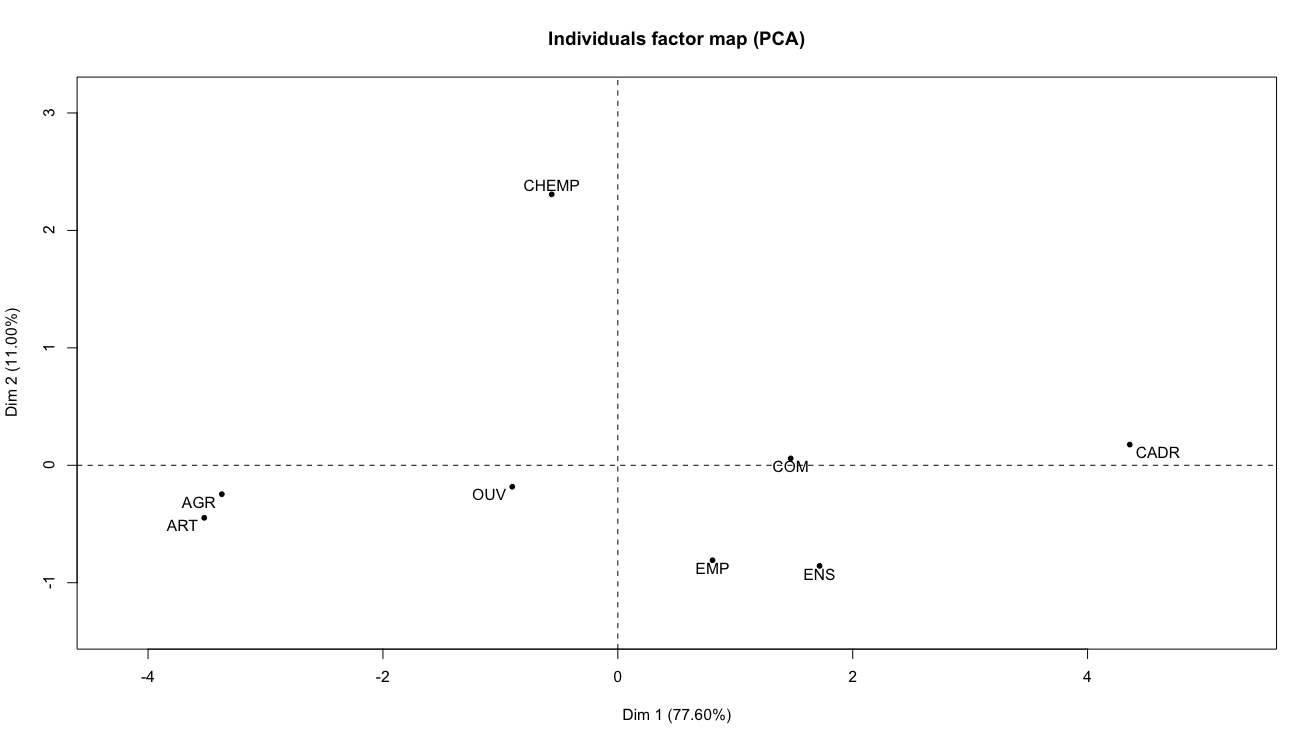 Individuals factor map (PCA)
3
CHEMP
2
Dim 2 (11.00%)
1
CADR
0
COM
OUV
AGR
ART
EMP
ENS
-1
-4
-2
0
2
4
Dim 1 (77.60%)